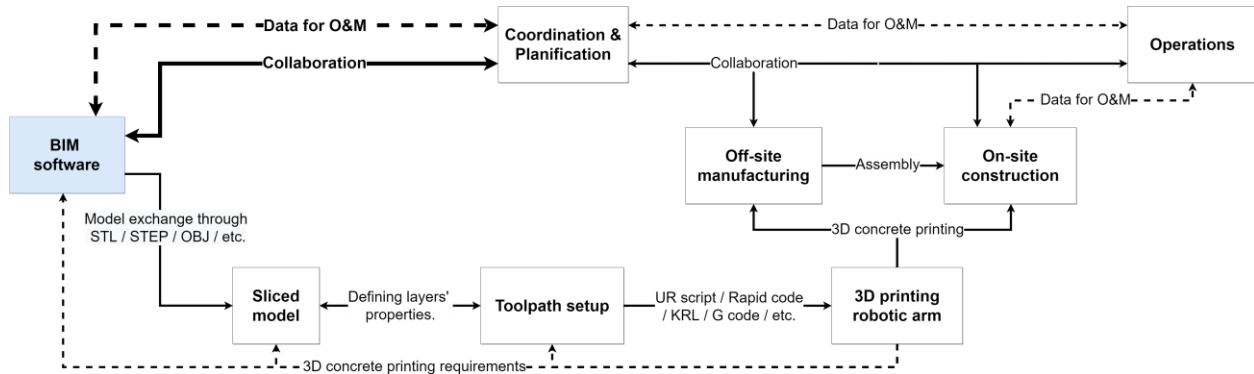 Data for O&M
Coordination &
Planification
Data for O&M
Operations
Collaboration
Collaboration
Data for O&M
BIM
software
Off-site
manufacturing
Assembly
On-site
construction
Model exchange through
STL / STEP / OBJ / etc.
3D concrete printing
Sliced
model
Defining layers'
properties.
Toolpath setup
UR script / Rapid code
/ KRL / G code / etc.
3D printing
robotic arm
3D concrete printing requirements